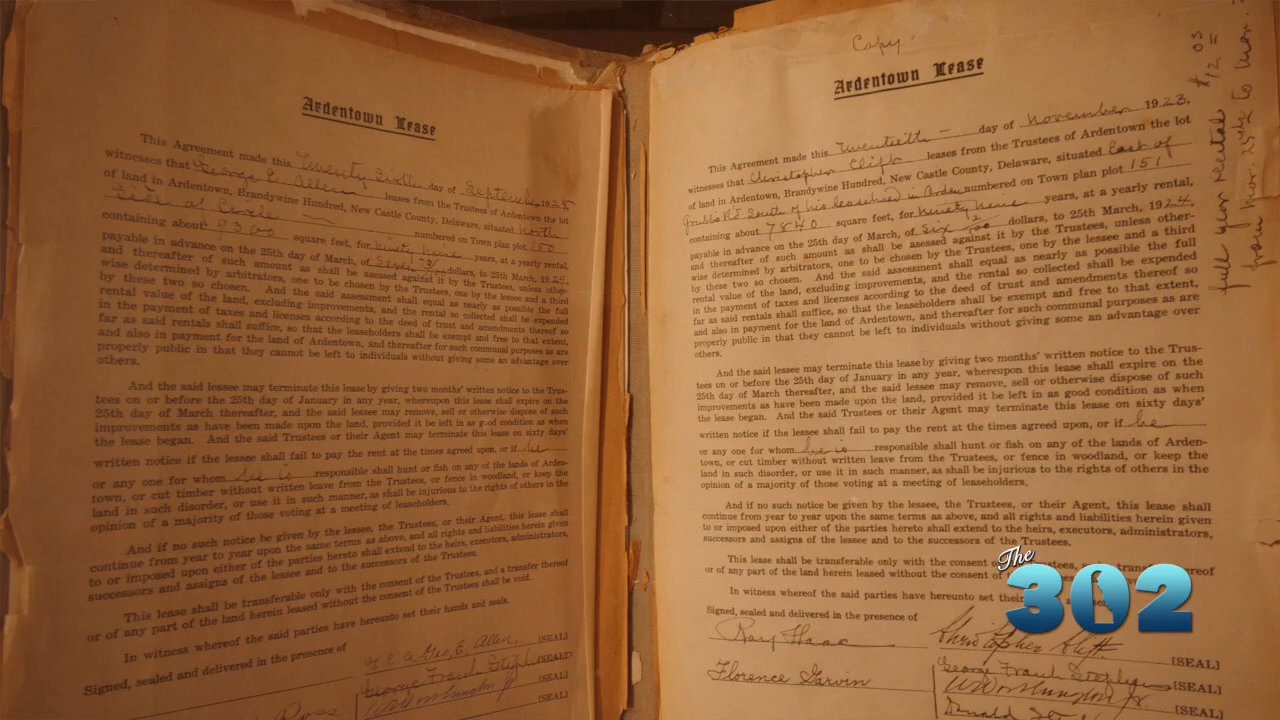 Ardentown Lease
This Agreement made this Twenty Sixth day of September, 1928
witnesses that George E. Allen leases from the Trustees of Ardentown the lot
of land in Ardentown, Brandywine Hundred, New Castle County, Delaware, situated North
Side of Circle numbered on Town plan plot 150
containing about 9300 square feet, for ninety nine years, at a yearly rental,
payable in advance on the 25th day of March, of Seven dollars, to 25th March, 1929,
and thereafter of such amount as shall be asessed against it by the Trustees, unless other-
wise determined by arbitrators, one to be chosen by the Trustees, one by the lessee and a third
by these two so chosen. And the said assessment shall equal as nearly as possible the full
rental value of the land, excluding improvements, and the rental so collected shall be expended
in the payment of taxes and licenses according to the deed of trust and amendments thereof so
far as said rentals shall suffice, so that the leaseholders shall be exempt and free to that extent,
and also in payment for the land of Ardentown, and thereafter for such communal purposes as are
properly public in that they cannot be left to individuals without giving some an advantage over
others.
And the said lessee may terminate this lease by giving two months' written notice to the Trus-
tees on or before the 25th day of January in any year, whereupon this lease shall expire on the
25th day of March thereafter, and the said lessee may remove, sell or otherwise dispose of such
improvements as have been made upon the land, provided it be left in as good condition as when
the lease began. And the said Trustees or their Agent may terminate this lease on sixty days'
written notice if the lessee shall fail to pay the rent at the times agreed upon, or if he
or any one for whom he is responsible shall hunt or fish on any of the lands of Arden-
town, or cut timber without written leave from the Trustees, or fence in woodland, or keep the
land in such disorder, or use it in such manner, as shall be injurious to the rights of others in the
opinion of a majority of those voting at a meeting of leaseholders.
And if no such notice be given by the lessee, the Trustees, or their Agent, this lease shall
continue from year to year upon the same terms as above, and all rights and liabilities herein given
to or imposed upon either of the parties hereto shall extend to the heirs, executors, administrators,
successors and assigns of the lessee and to the successors of the Trustees.
This lease shall be transferable only with the consent of the Trustees, and a transfer thereof
or of any part of the land herein leased without the consent of the Trustees shall be void.
In witness whereof the said parties have hereunto set their hands and seals.
Signed, sealed and delivered in the presence of
Geo. E. Allen, (SEAL)
George Frank Stephens (SEAL)
W Worthington Jr (SEAL)
Ross
Copy
Ardentown Lease
This Agreement made this Twentieth day of November 1923,
witnesses that Christopher Clift leases from the Trustees of Ardentown the lot
of land in Ardentown, Brandywine Hundred, New Castle County, Delaware, situated East of
Grubb's Rd South of his leasehold in Arden numbered on Town plan plot 151
containing about 7840 square feet, for ninety nine years, at a yearly rental,
payable in advance on the 25th day of March, of Six dollars, to 25th March, 1924,
and thereafter of such amount as shall be asessed against it by the Trustees, unless other-
wise determined by arbitrators, one to be chosen by the Trustees, one by the lessee and a third
by these two so chosen. And the said assessment shall equal as nearly as possible the full
rental value of the land, excluding improvements, and the rental so collected shall be expended
in the payment of taxes and licenses according to the deed of trust and amendments thereof so
far as said rentals shall suffice, so that the leaseholders shall be exempt and free to that extent,
and also in payment for the land of Ardentown, and thereafter for such communal purposes as are
properly public in that they cannot be left to individuals without giving some an advantage over
others.
And the said lessee may terminate this lease by giving two months' written notice to the Trus-
tees on or before the 25th day of January in any year, whereupon this lease shall expire on the
25th day of March thereafter, and the said lessee may remove, sell or otherwise dispose of such
improvements as have been made upon the land, provided it be left in as good condition as when
the lease began. And the said Trustees or their Agent may terminate this lease on sixty days'
written notice if the lessee shall fail to pay the rent at the times agreed upon, or if he
or any one for whom he is responsible shall hunt or fish on any of the lands of Arden-
town, or cut timber without written leave from the Trustees, or fence in woodland, or keep the
land in such disorder, or use it in such manner, as shall be injurious to the rights of others in the
opinion of a majority of those voting at a meeting of leaseholders.
And if no such notice be given by the lessee, the Trustees, or their Agent, this lease shall
continue from year to year upon the same terms as above, and all rights and liabilities herein given
to or imposed upon either of the parties hereto shall extend to the heirs, executors, administrators,
successors and assigns of the lessee and to the successors of the Trustees.
This lease shall be transferable only with the consent of Trustees, and transfer thereof
or of any part of the land herein leased without the consent of
In witness whereof the said parties have hereunto set their
Signed, sealed and delivered in the presence of
Ray Haac Christopher Clift (SEAL)
Florence Garvin George Frank Stephens (SEAL)
W Worthington Jr. (SEAL)
Donald
full year rental $12.03
from Mar. 25th to Mar.
The
302